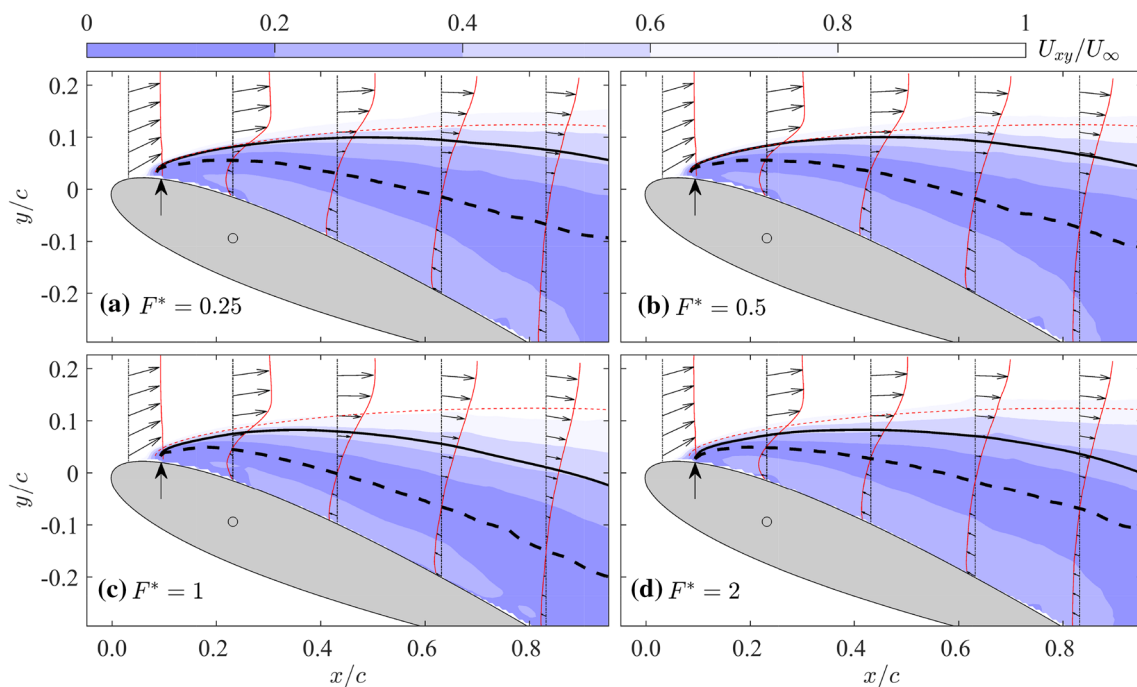 0 0.2 0.4 0.6 0.8 1
U_{xy}/U_∞
0.2
0.1
0
-0.1
-0.2
y/c
(a) F* = 0.25
(b) F* = 0.5
0.2
0.1
0
-0.1
-0.2
y/c
(c) F* = 1
(d) F* = 2
0.0 0.2 0.4 0.6 0.8 0.0 0.2 0.4 0.6 0.8
x/c x/c